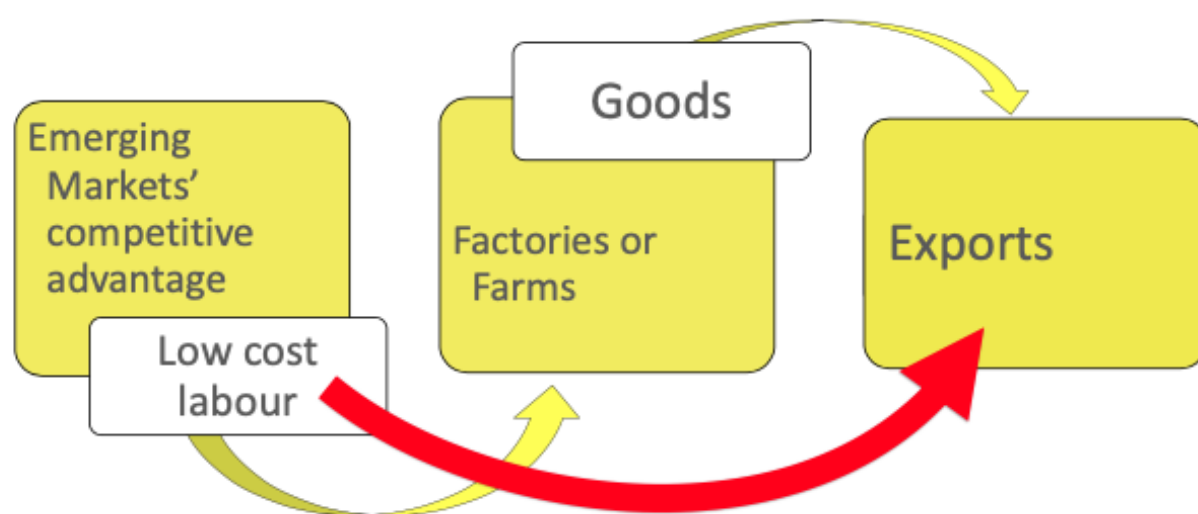 Emerging
Markets’
competitive
advantage
Low cost
labour
Goods
Factories or
Farms
Exports